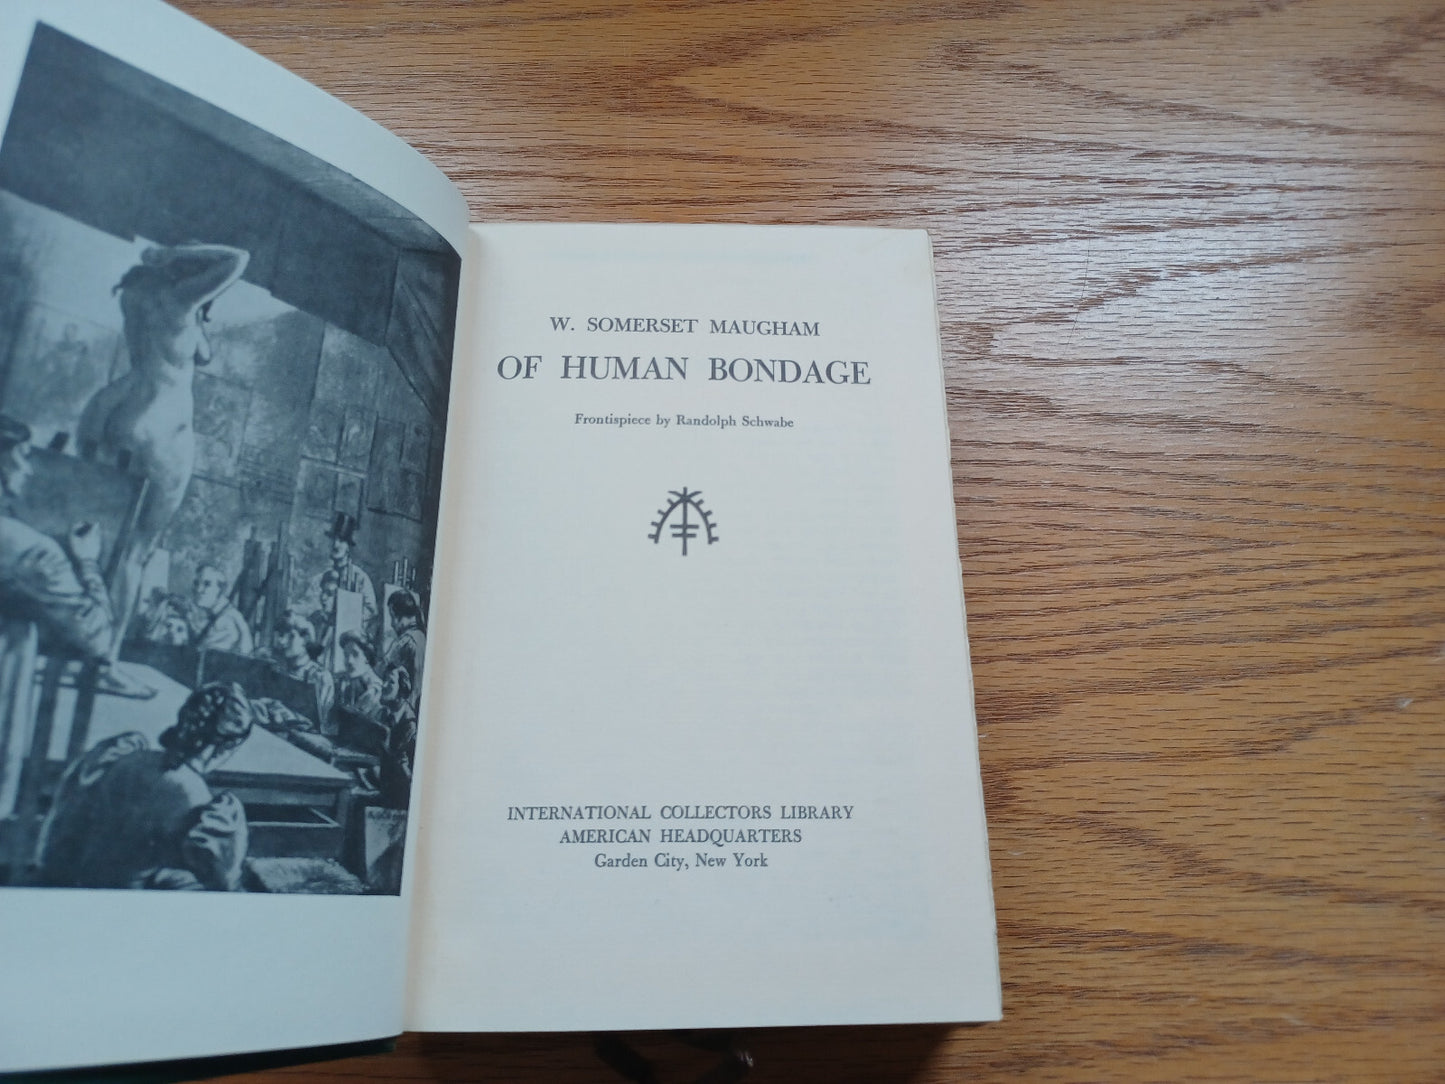 W. SOMERSET MAUGHAM
OF HUMAN BONDAGE
Frontispiece by Randolph Schwabe
INTERNATIONAL COLLECTORS LIBRARY
AMERICAN HEADQUARTERS
Garden City, New York